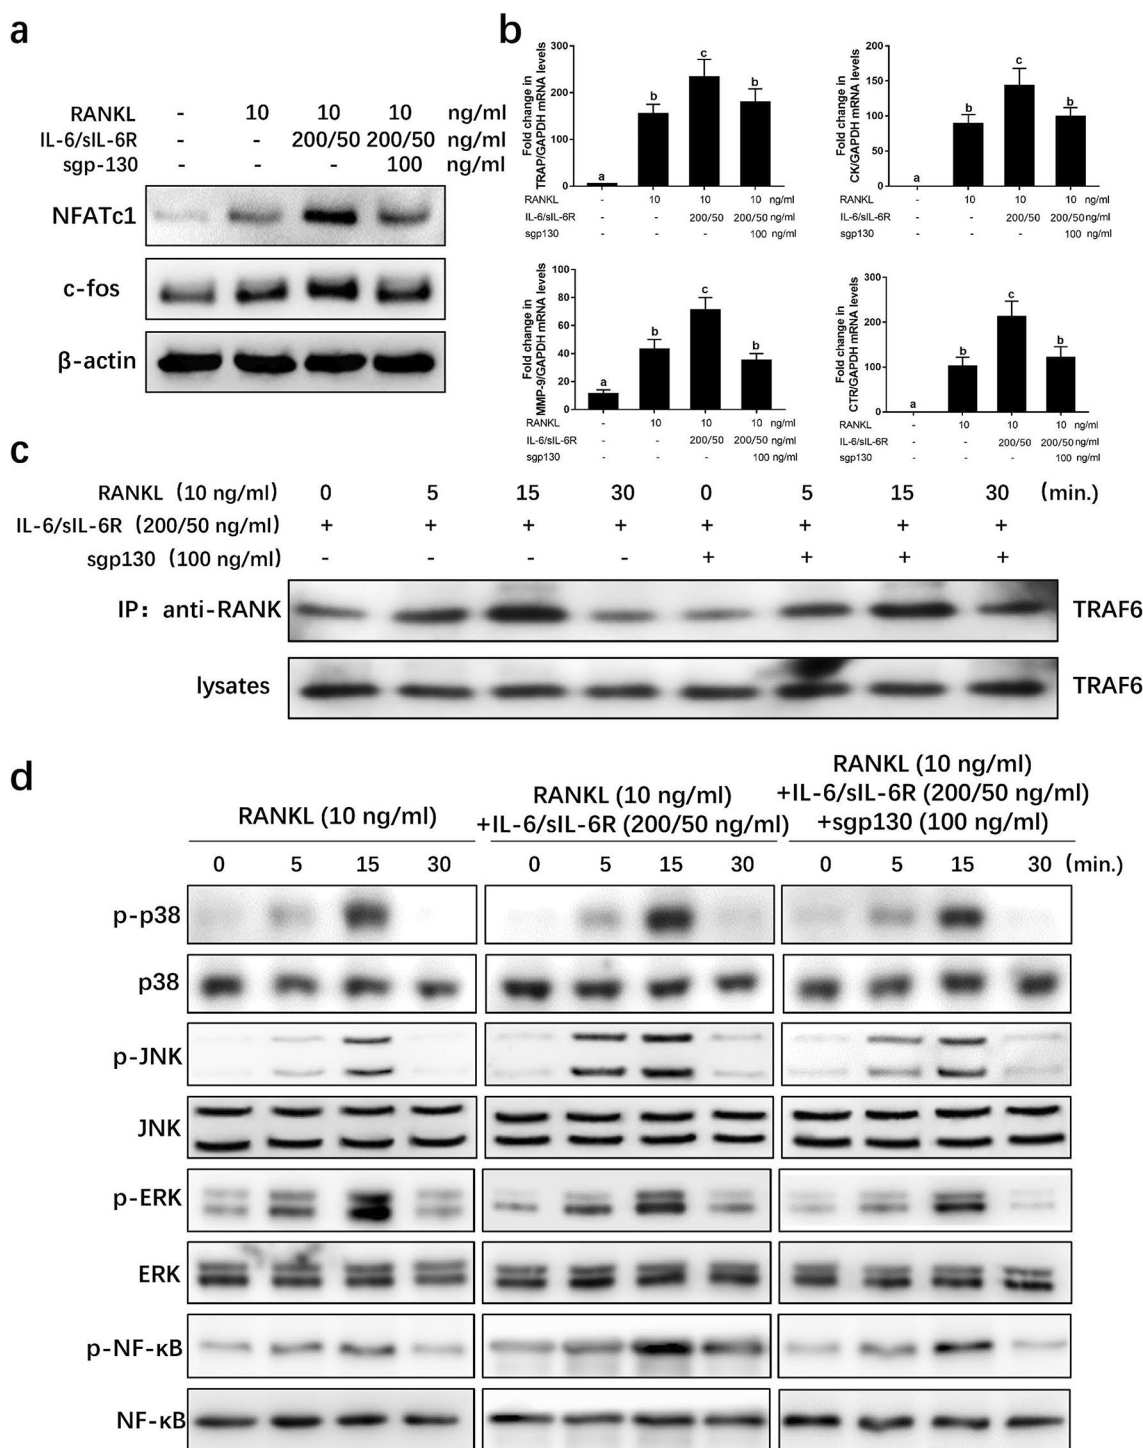 a
RANKL - 10 10 10 ng/ml
IL-6/sIL-6R - - 200/50 200/50 ng/ml
sgp-130 - - - 100 ng/ml
NFATc1
c-fos
β-actin
b
Fold change in
TRAP/GAPDH mRNA levels
300
200
100
0
a
b
c
b
RANKL - 10 10 10 ng/ml
IL-6/sIL-6R - - 200/50 200/50 ng/ml
sgp130 - - - 100 ng/ml
Fold change in
CK/GAPDH mRNA levels
200
150
100
50
0
a
b
c
b
RANKL - 10 10 10 ng/ml
IL-6/sIL-6R - - 200/50 200/50 ng/ml
sgp130 - - - 100 ng/ml
Fold change in
MMP-9/GAPDH mRNA levels
100
80
60
40
20
0
a
b
c
b
RANKL - 10 10 10 ng/ml
IL-6/sIL-6R - - 200/50 200/50 ng/ml
sgp130 - - - 100 ng/ml
Fold change in
CTR/GAPDH mRNA levels
300
200
100
0
a
b
c
b
RANKL - 10 10 10 ng/ml
IL-6/sIL-6R - - 200/50 200/50 ng/ml
sgp130 - - - 100 ng/ml
c
RANKL (10 ng/ml) 0 5 15 30 0 5 15 30 (min.)
IL-6/sIL-6R (200/50 ng/ml) + + + + + + + +
sgp130 (100 ng/ml) - - - - + + + +
IP: anti-RANK TRAF6
lysates TRAF6
d
RANKL (10 ng/ml)
RANKL (10 ng/ml)
+IL-6/sIL-6R (200/50 ng/ml)
RANKL (10 ng/ml)
+IL-6/sIL-6R (200/50 ng/ml)
+sgp130 (100 ng/ml)
0 5 15 30 0 5 15 30 0 5 15 30 (min.)
p-p38
p38
p-JNK
JNK
p-ERK
ERK
p-NF-κB
NF-κB